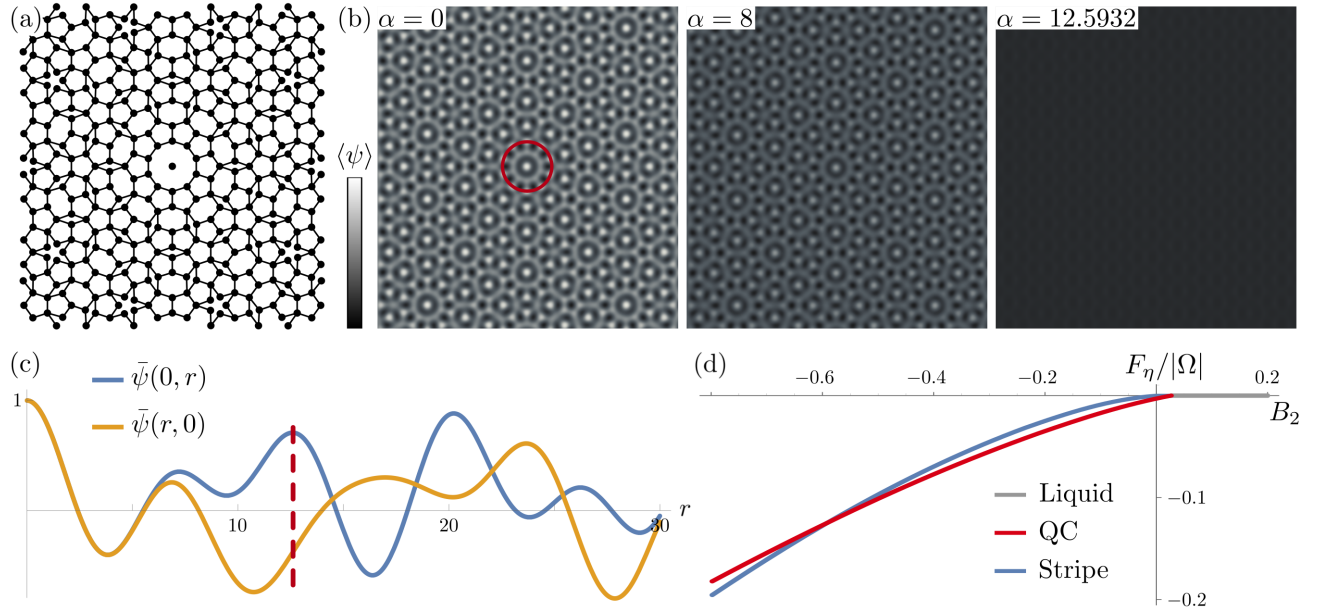 (a)
(b)
α = 0
α = 8
α = 12.5932
⟨ψ⟩
(c)
ψ̄(0, r)
ψ̄(r, 0)
1
10
20
30
r
(d)
F_η/|Ω|
−0.6
−0.4
−0.2
0.2
B₂
−0.1
−0.2
Liquid
QC
Stripe